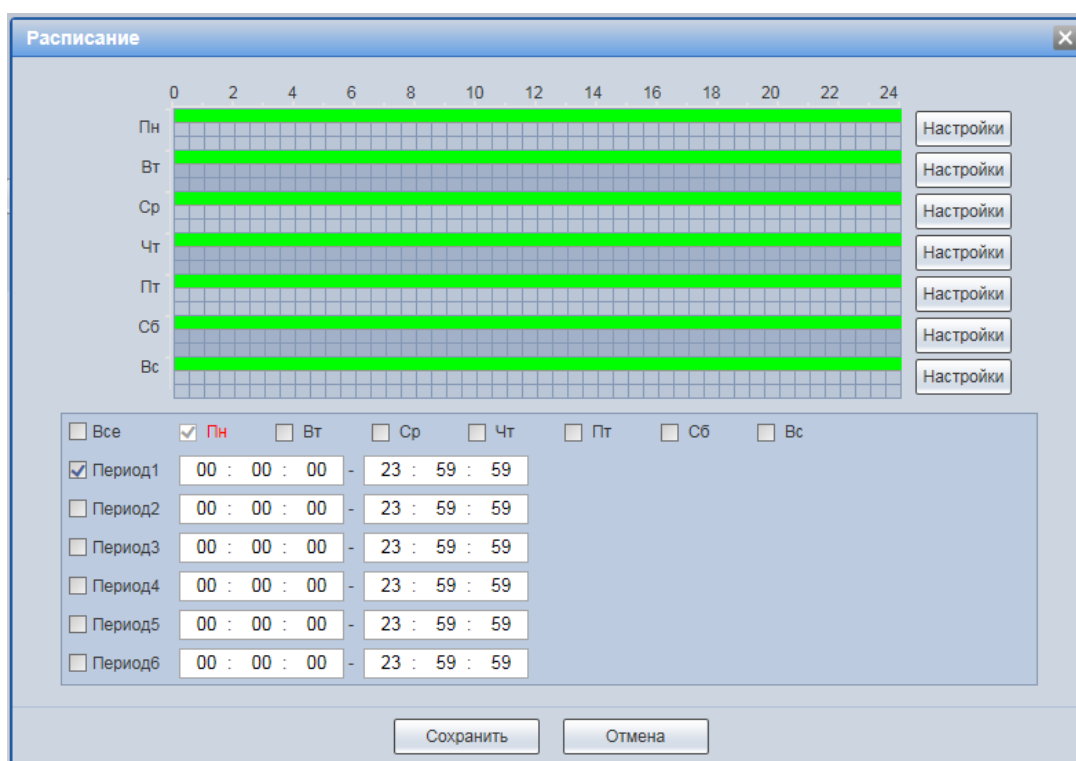 Расписание
0 2 4 6 8 10 12 14 16 18 20 22 24
Пн Настройки
Вт Настройки
Ср Настройки
Чт Настройки
Пт Настройки
Сб Настройки
Вс Настройки
Все Пн Вт Ср Чт Пт Сб Вс
Период1 00 : 00 : 00 - 23 : 59 : 59
Период2 00 : 00 : 00 - 23 : 59 : 59
Период3 00 : 00 : 00 - 23 : 59 : 59
Период4 00 : 00 : 00 - 23 : 59 : 59
Период5 00 : 00 : 00 - 23 : 59 : 59
Период6 00 : 00 : 00 - 23 : 59 : 59
Сохранить Отмена